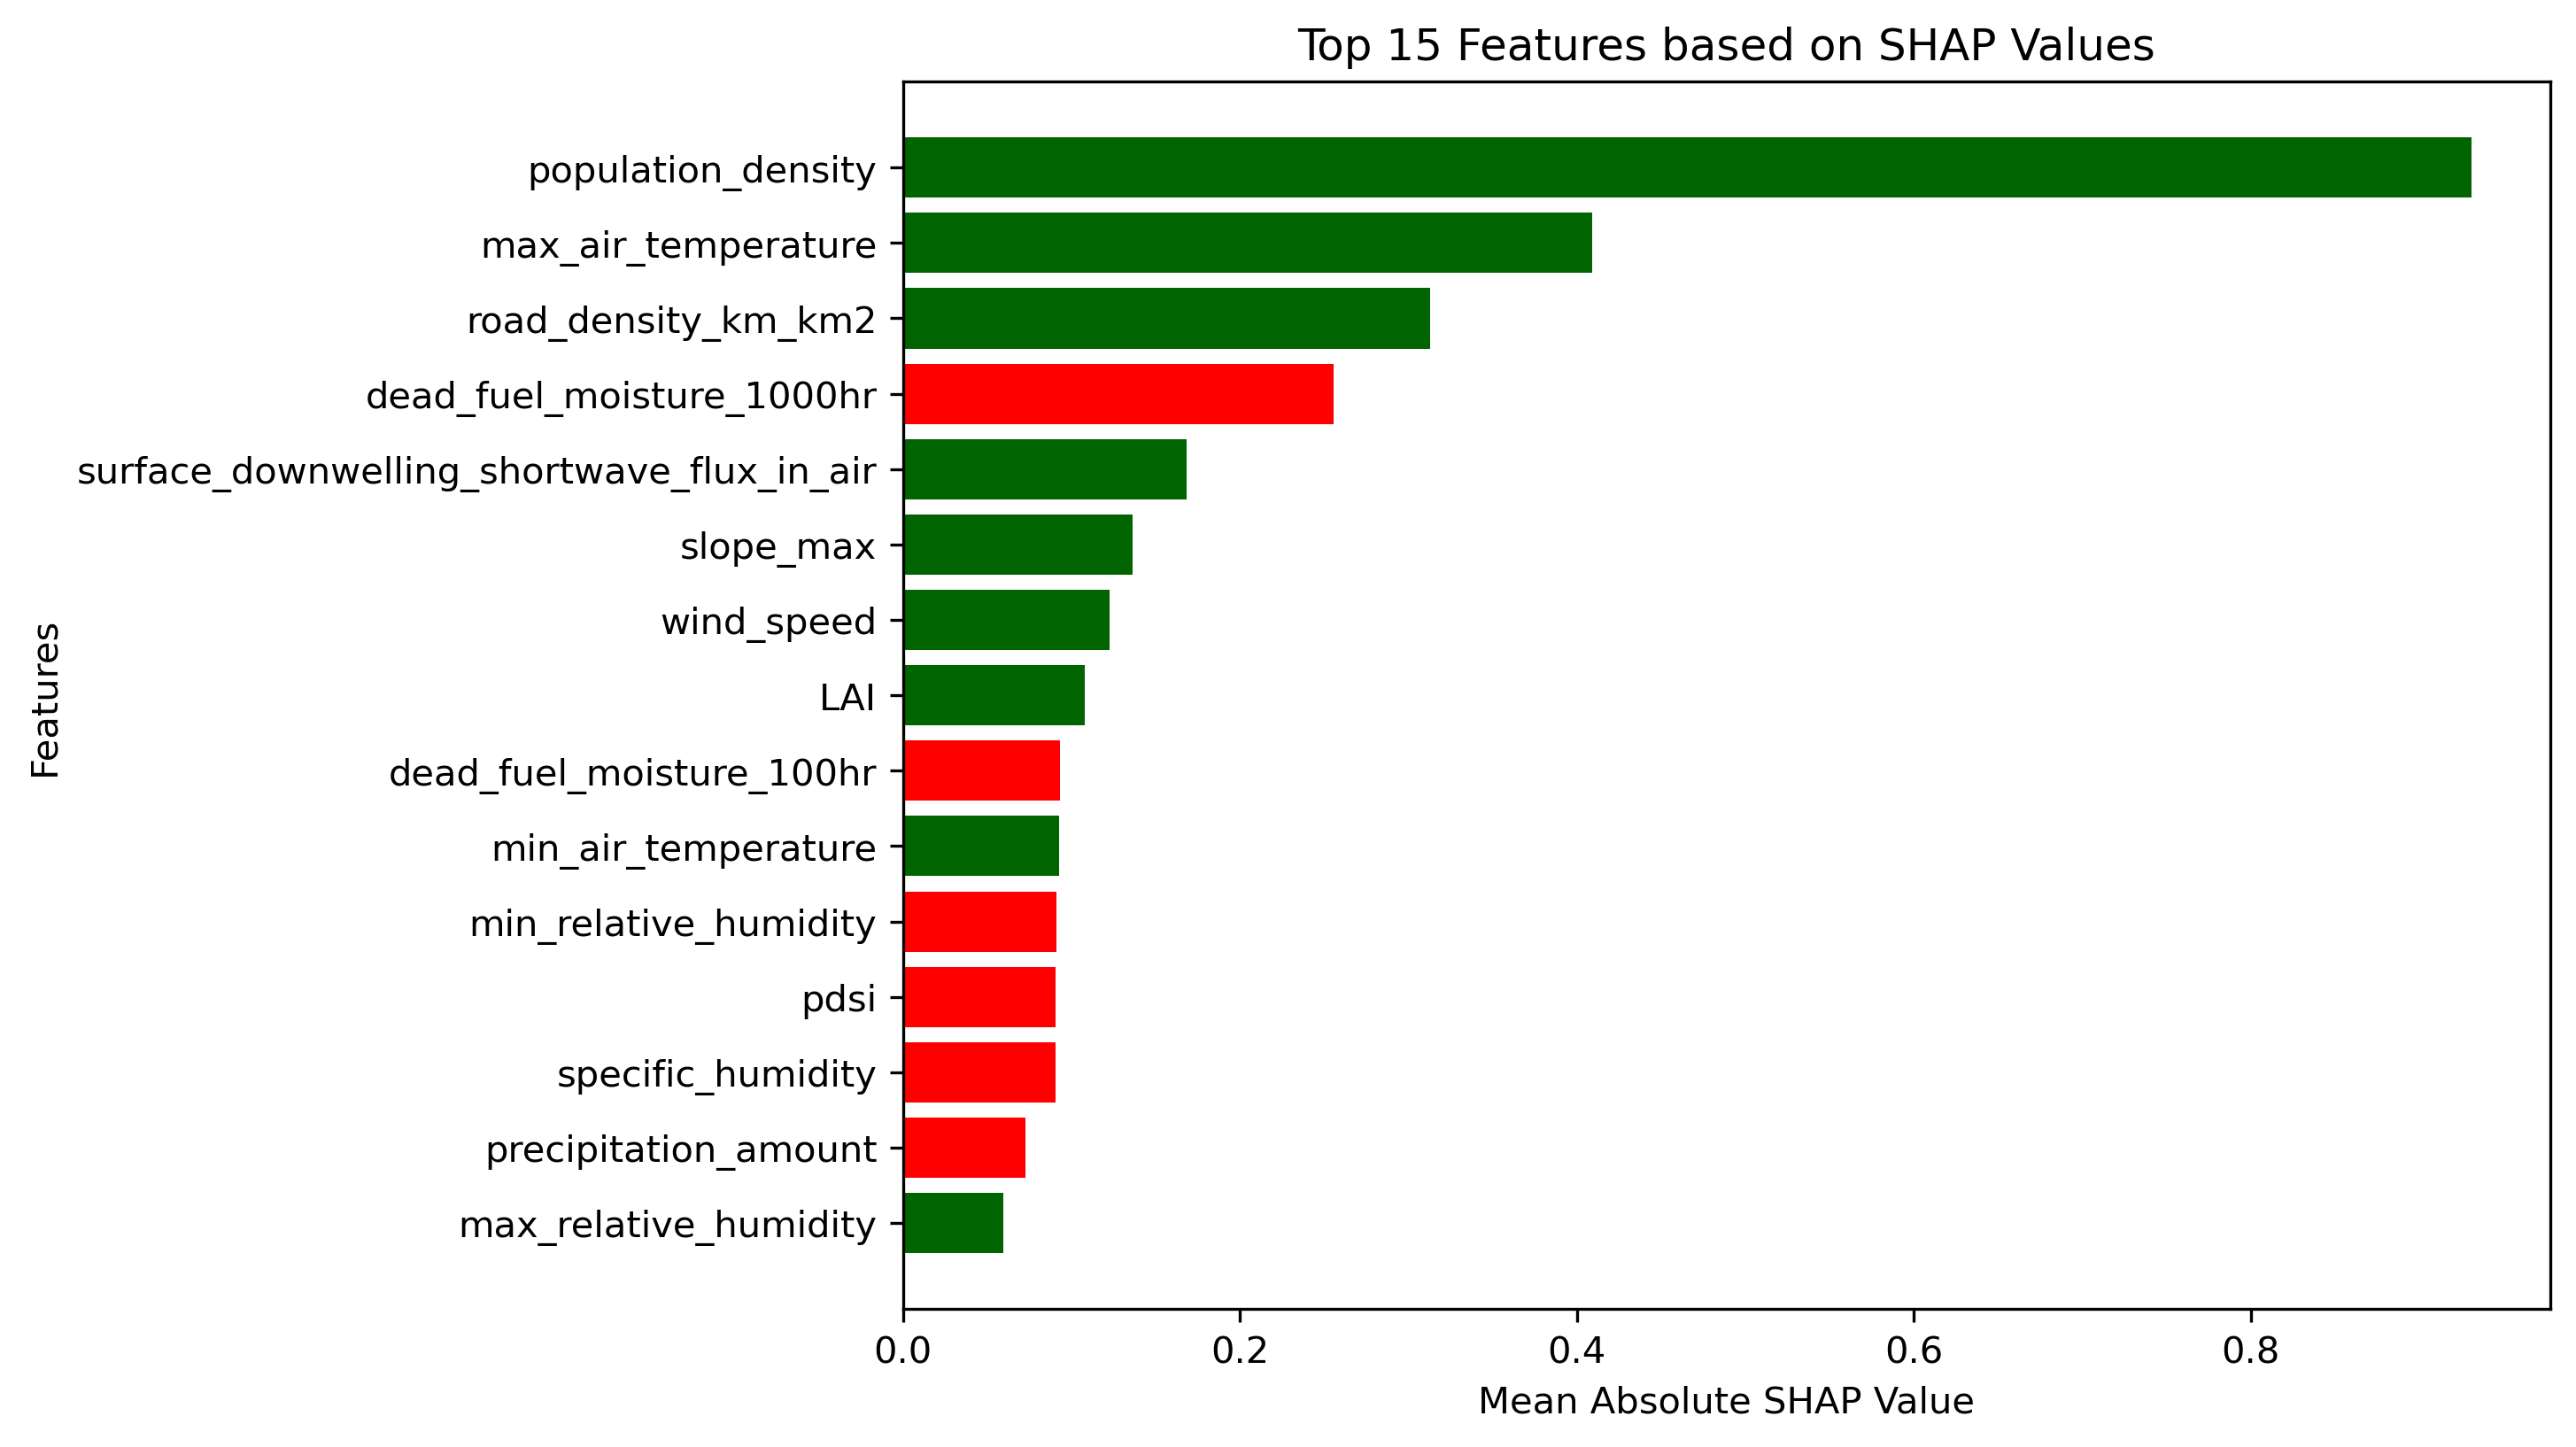 Top 15 Features based on SHAP Values
Features
population_density
max_air_temperature
road_density_km_km2
dead_fuel_moisture_1000hr
surface_downwelling_shortwave_flux_in_air
slope_max
wind_speed
LAI
dead_fuel_moisture_100hr
min_air_temperature
min_relative_humidity
pdsi
specific_humidity
precipitation_amount
max_relative_humidity
0.0 0.2 0.4 0.6 0.8
Mean Absolute SHAP Value